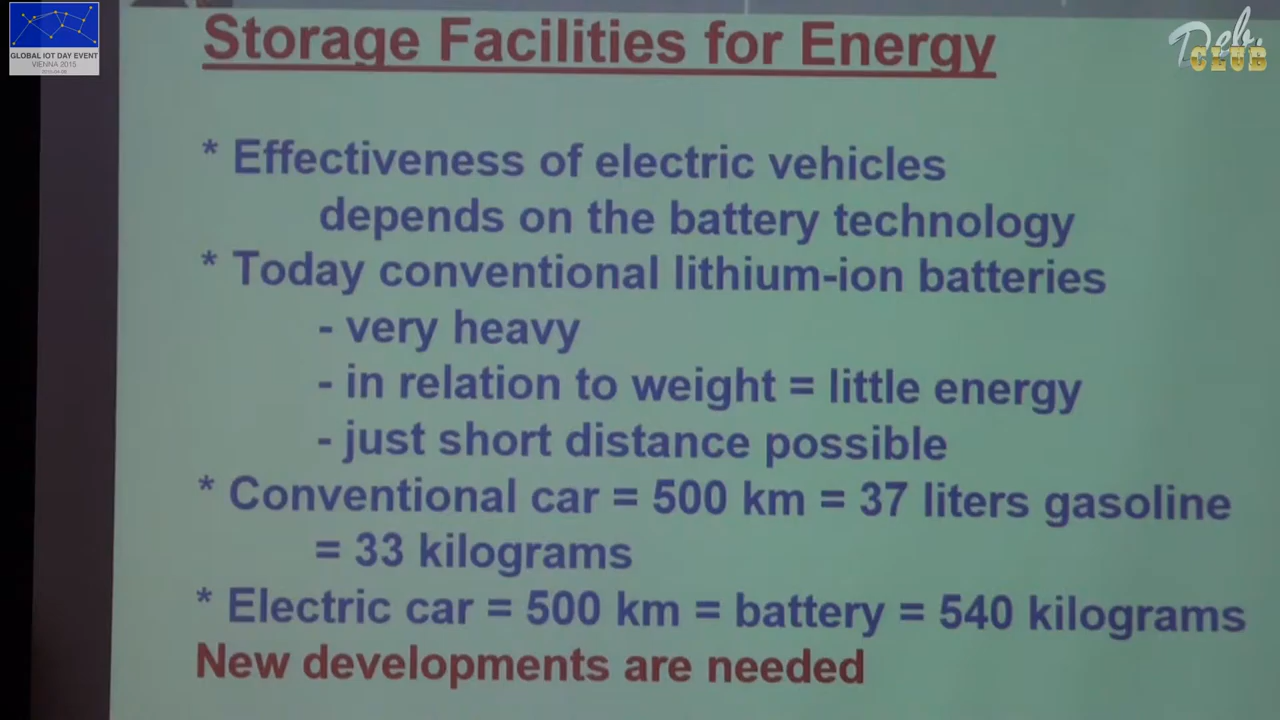 Storage Facilities for Energy
* Effectiveness of electric vehicles
depends on the battery technology
* Today conventional lithium-ion batteries
- very heavy
- in relation to weight = little energy
- just short distance possible
* Conventional car = 500 km = 37 liters gasoline
= 33 kilograms
* Electric car = 500 km = battery = 540 kilograms
New developments are needed
GLOBAL IOT DAY EVENT
VIENNA 2015
Deb.
CLUB